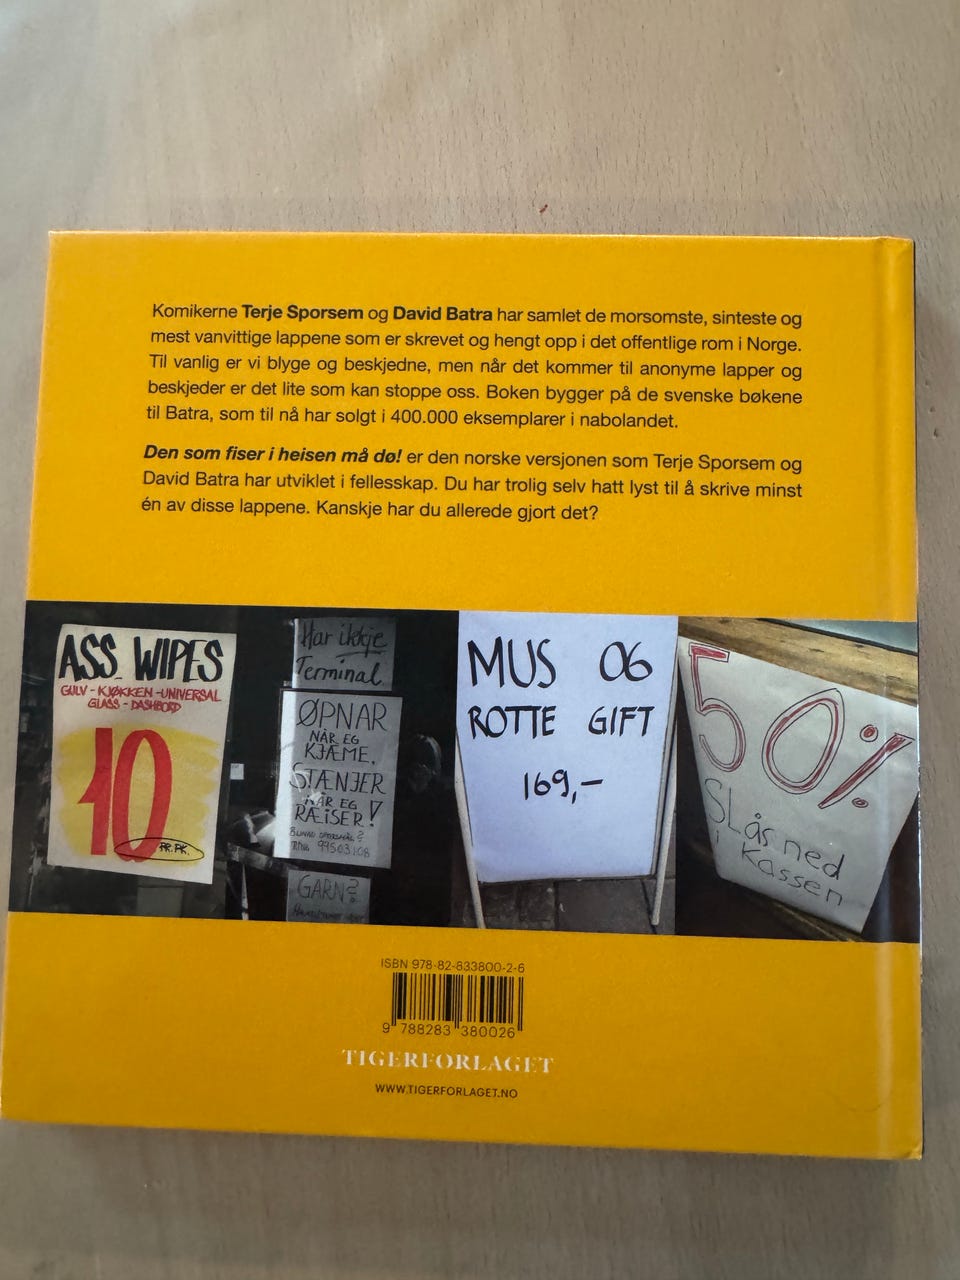 Komikerne Terje Sporsem og David Batra har samlet de morsomste, sinteste og
mest vanvittige lappene som er skrevet og hengt opp i det offentlige rom i Norge.
Til vanlig er vi blyge og beskjedne, men når det kommer til anonyme lapper og
beskjeder er det lite som kan stoppe oss. Boken bygger på de svenske bøkene
til Batra, som til nå har solgt i 400.000 eksemplarer i nabolandet.
Den som fiser i heisen må dø! er den norske versjonen som Terje Sporsem og
David Batra har utviklet i fellesskap. Du har trolig selv hatt lyst til å skrive minst
én av disse lappene. Kanskje har du allerede gjort det?
ASS WIPES
GULV - KJØKKEN - UNIVERSAL
GLASS - DASHBORD
10
PR. PK.
Har ikkje
Terminal
ØPNAR
NÅR EG
KJÆME,
STÆNJER
NÅR EG
RÆISER!
99503108
GARN?
MUS OG
ROTTE GIFT
169,-
50%
SLås ned
i kassen
ISBN 978-82-833800-2-6
9 788283 380026
TIGERFORLAGET
WWW.TIGERFORLAGET.NO